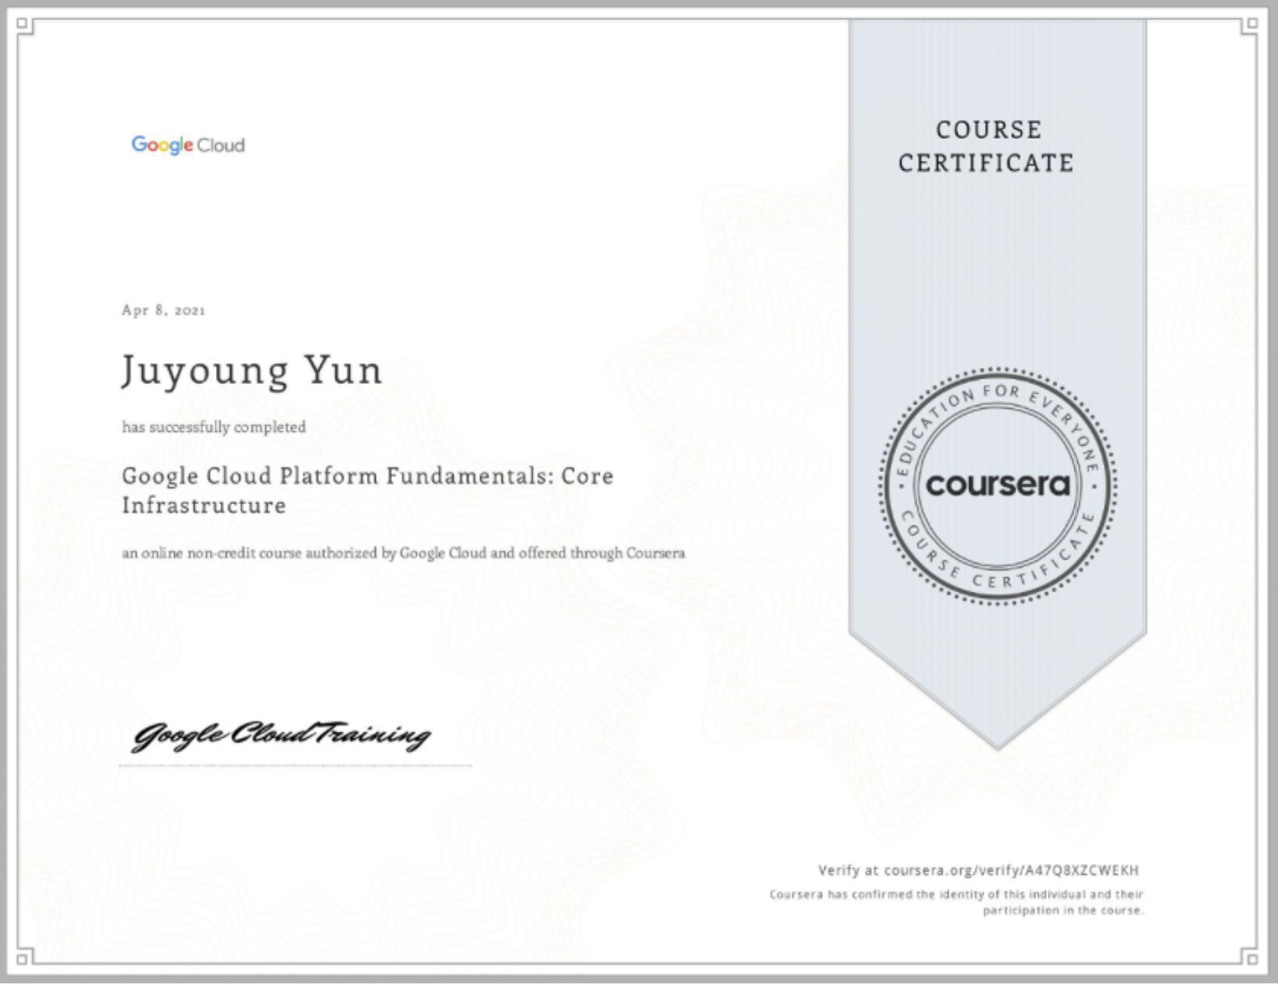 Google Cloud
COURSE
CERTIFICATE
Apr 8, 2021
Juyoung Yun
has successfully completed
Google Cloud Platform Fundamentals: Core
Infrastructure
an online non-credit course authorized by Google Cloud and offered through Coursera
• EDUCATION FOR EVERYONE •
coursera
COURSE CERTIFICATE
Google Cloud Training
Verify at coursera.org/verify/A47Q8XZCWEKH
Coursera has confirmed the identity of this individual and their
participation in the course.